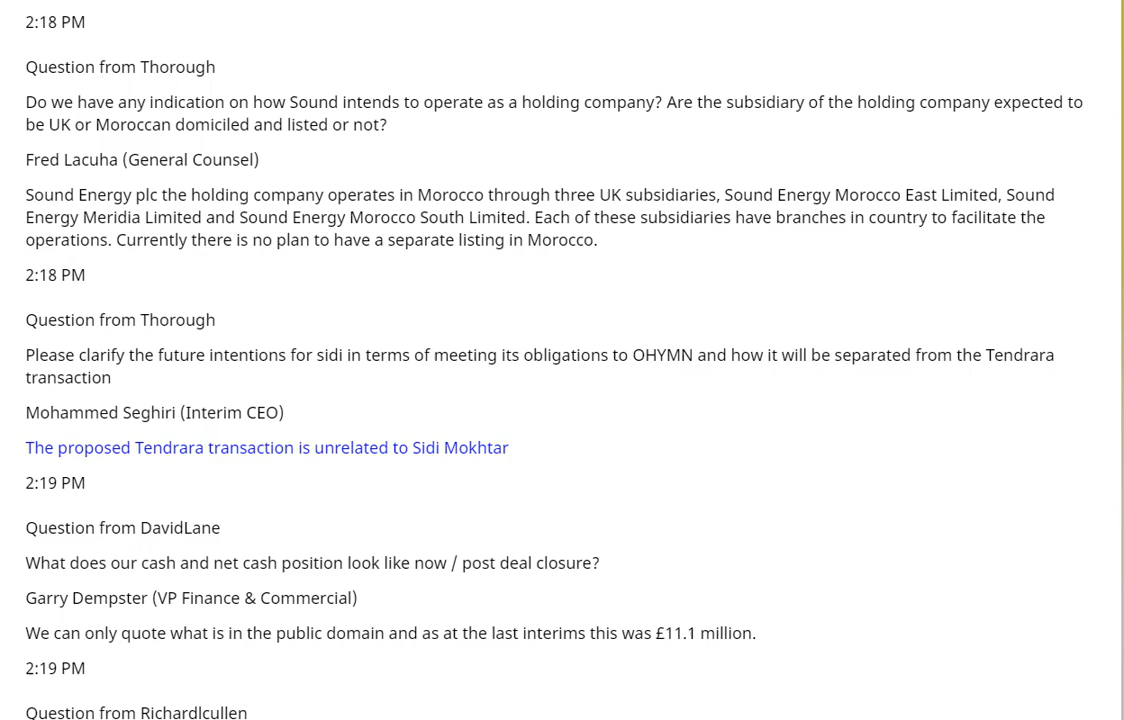 2:18 PM
Question from Thorough
Do we have any indication on how Sound intends to operate as a holding company? Are the subsidiary of the holding company expected to
be UK or Moroccan domiciled and listed or not?
Fred Lacuha (General Counsel)
Sound Energy plc the holding company operates in Morocco through three UK subsidiaries, Sound Energy Morocco East Limited, Sound
Energy Meridia Limited and Sound Energy Morocco South Limited. Each of these subsidiaries have branches in country to facilitate the
operations. Currently there is no plan to have a separate listing in Morocco.
2:18 PM
Question from Thorough
Please clarify the future intentions for sidi in terms of meeting its obligations to OHYMN and how it will be separated from the Tendrara
transaction
Mohammed Seghiri (Interim CEO)
The proposed Tendrara transaction is unrelated to Sidi Mokhtar
2:19 PM
Question from DavidLane
What does our cash and net cash position look like now / post deal closure?
Garry Dempster (VP Finance & Commercial)
We can only quote what is in the public domain and as at the last interims this was £11.1 million.
2:19 PM
Question from Richardlcullen